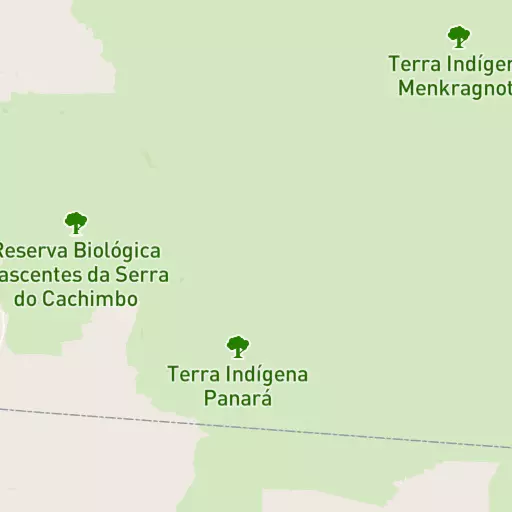 Terra Indígen
Menkragnot
Reserva Biológica
ascentes da Serra
do Cachimbo
Terra Indígena
Panará